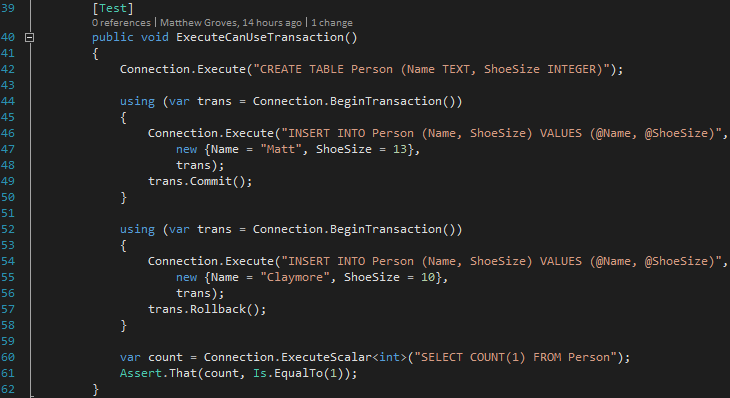 39 [Test]
0 references | Matthew Groves, 14 hours ago | 1 change
40 public void ExecuteCanUseTransaction()
41 {
42 Connection.Execute("CREATE TABLE Person (Name TEXT, ShoeSize INTEGER)");
43
44 using (var trans = Connection.BeginTransaction())
45 {
46 Connection.Execute("INSERT INTO Person (Name, ShoeSize) VALUES (@Name, @ShoeSize)",
47 new {Name = "Matt", ShoeSize = 13},
48 trans);
49 trans.Commit();
50 }
51
52 using (var trans = Connection.BeginTransaction())
53 {
54 Connection.Execute("INSERT INTO Person (Name, ShoeSize) VALUES (@Name, @ShoeSize)",
55 new {Name = "Claymore", ShoeSize = 10},
56 trans);
57 trans.Rollback();
58 }
59
60 var count = Connection.ExecuteScalar<int>("SELECT COUNT(1) FROM Person");
61 Assert.That(count, Is.EqualTo(1));
62 }